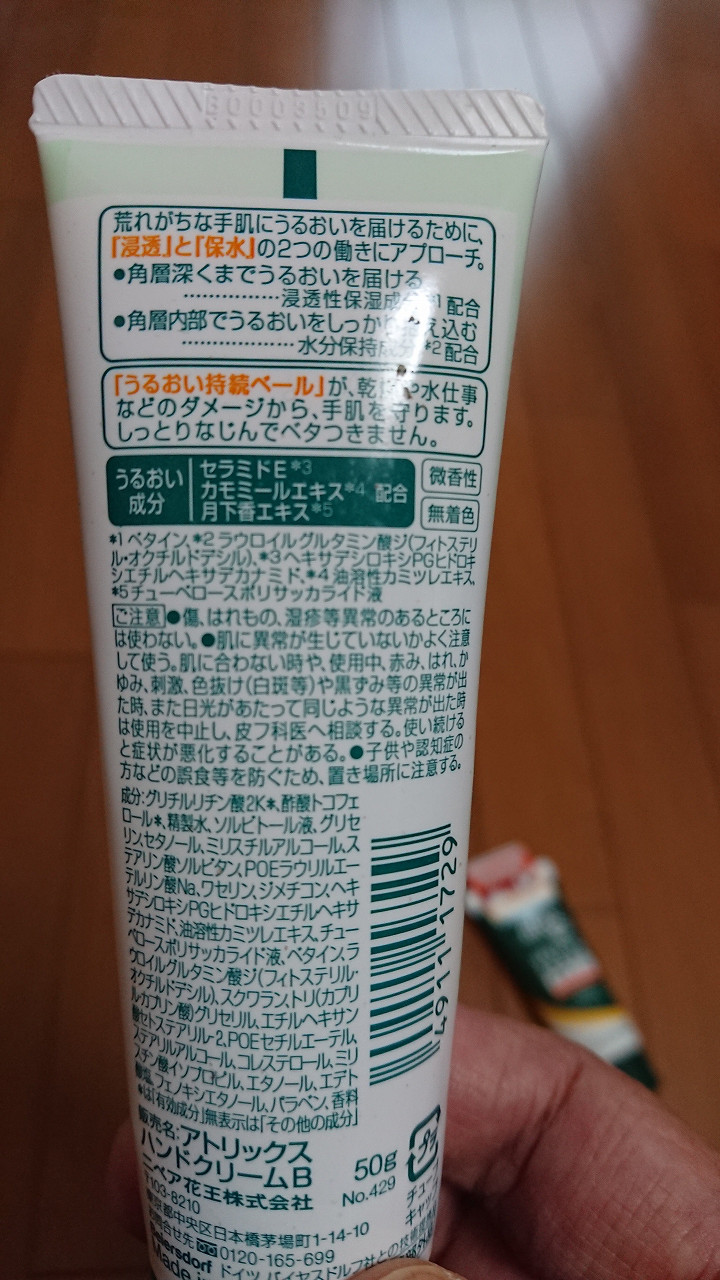 荒れがちな手肌にうるおいを届けるために、
「浸透」と「保水」の2つの働きにアプローチ。
●角層深くまでうるおいを届ける
……………浸透性保湿成 配合
●角層内部でうるおいをしっか え込む
………………水分保持成 *2 配合
「うるおい持続ベール」が、乾 や水仕事
などのダメージから、手肌を守ります。
しっとりなじんでベタつきません。
うるおい
成分
セラミドE*3
カモミールエキス*4 配合
月下香エキス*5
微香性
無着色
*1 ベタイン、*2 ラウロイルグルタミン酸ジ(フィトステリ
ル・オクチルドデシル)、*3 ヘキサデシロキシPGヒドロキ
シエチルヘキサデカナミド、*4 油溶性カミツレエキス、
*5 チューベロースポリサッカライド液
ご注意 ●傷、はれもの、湿疹等異常のあるところに
は使わない。●肌に異常が生じていないかよく注意
して使う。肌に合わない時や、使用中、赤み、はれ、か
ゆみ、刺激、色抜け(白斑等)や黒ずみ等の異常が出
た時、また日光があたって同じような異常が出た時
は使用を中止し、皮フ科医へ相談する。使い続ける
と症状が悪化することがある。●子供や認知症の
方などの誤食等を防ぐため、置き場所に注意する。
成分:グリチルリチン酸2K*、酢酸トコフェ
ロール*、精製水、ソルビトール液、グリセ
リン、セタノール、ミリスチルアルコール、ス
テアリン酸ソルビタン、POEラウリルエー
テルリン酸Na、ワセリン、ジメチコン、ヘキ
サデシロキシPGヒドロキシエチルヘキサ
デカナミド、油溶性カミツレエキス、チュー
ベロースポリサッカライド液、ベタイン、ラ
ウロイルグルタミン酸ジ(フィトステリル・
オクチルドデシル)、スクワラン、トリ(カプリ
ルカプリン酸)グリセリル、エチルヘキサン
酸セトステアリル-2、POEセチルエーテル、
ステアリルアルコール、コレステロール、ミリ
スチン酸イソプロピル、エタノール、エデト
酸塩、フェノキシエタノール、パラベン、香料
*は「有効成分」無表示は「その他の成分」
4911 1729
販売名:アトリックス
ハンドクリームB
ニベア花王株式会社
50g
No.429
〒103-8210
東京都中央区日本橋茅場町1-14-10
お問合せ先 0120-165-699
Beiersdorf ドイツ バイヤスドルフ社との技術
Made in
チューブ
キャッ